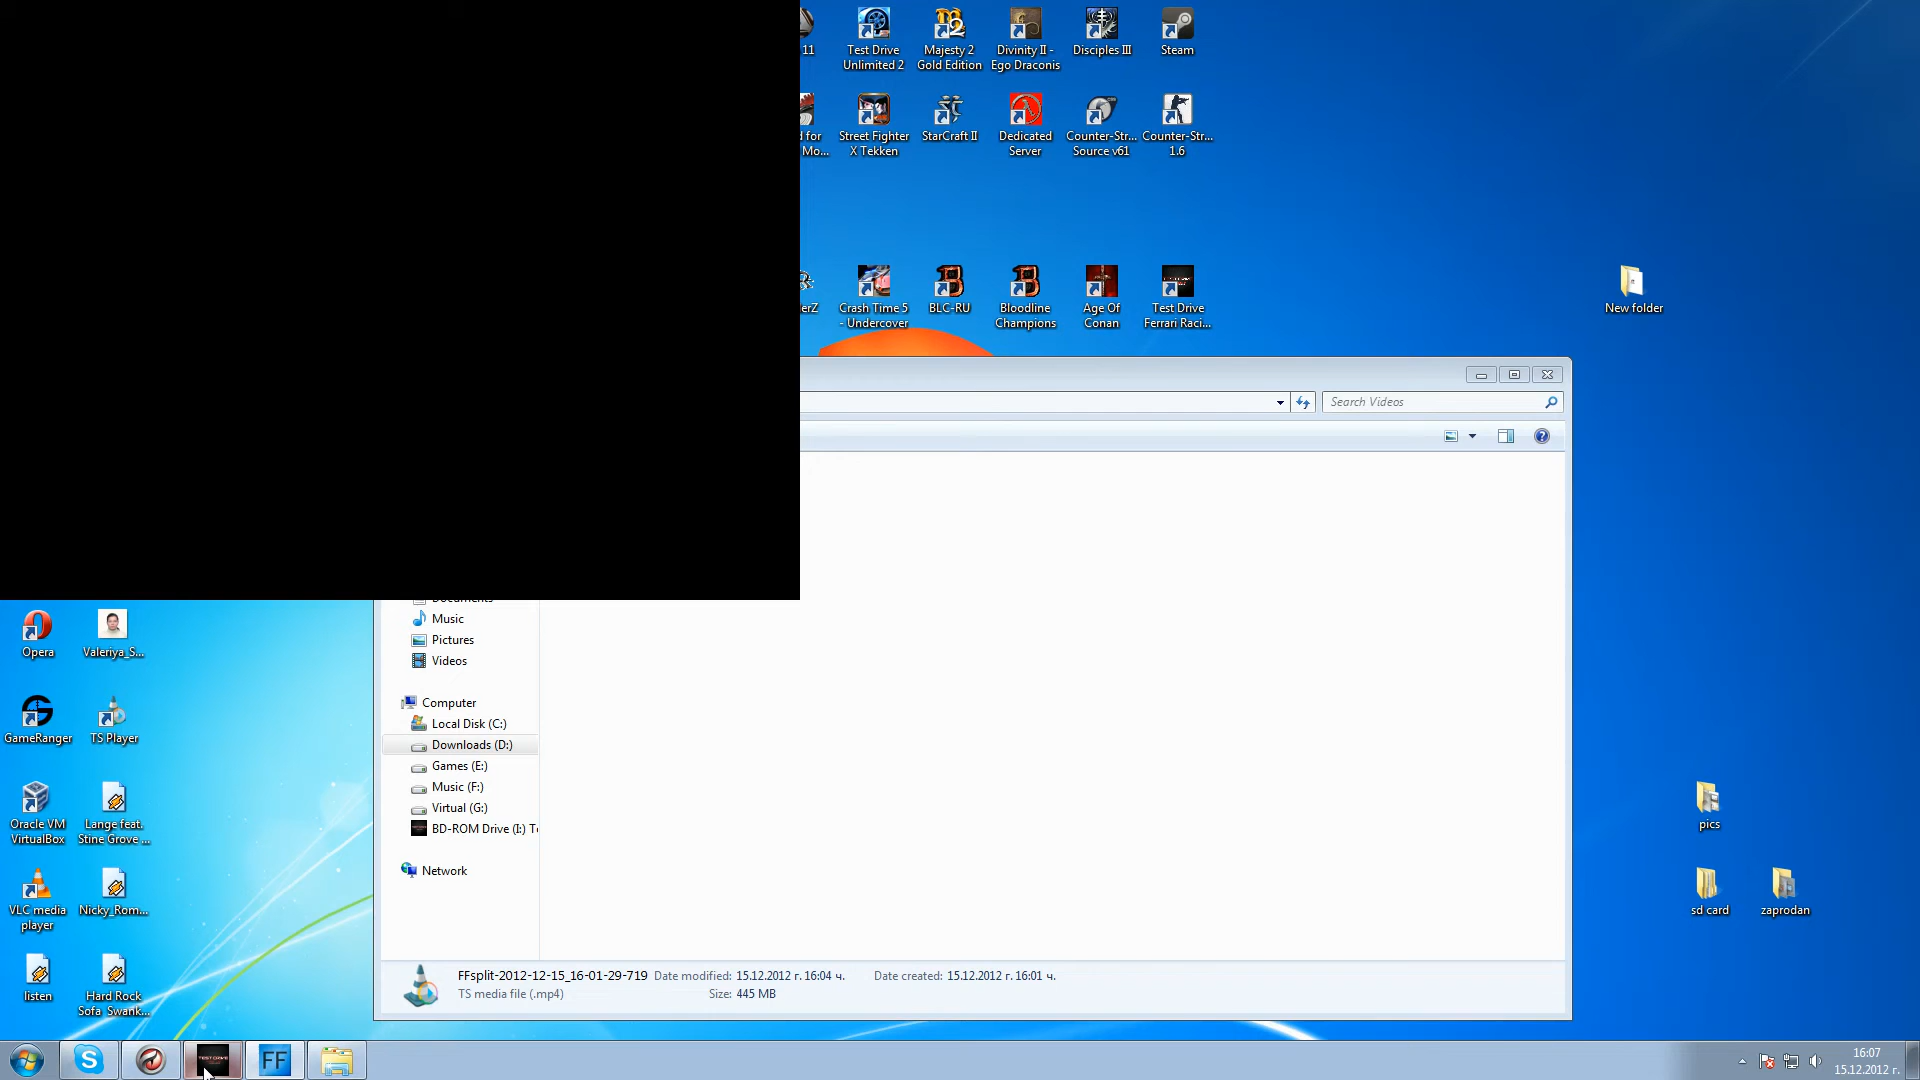 11
Test Drive
Unlimited 2
Majesty 2
Gold Edition
Divinity II -
Ego Draconis
Disciples III
Steam
d for
Mo...
Street Fighter
X Tekken
StarCraft II
Dedicated
Server
Counter-Str...
Source v61
Counter-Str...
1.6
erZ
Crash Time 5
- Undercover
BLC-RU
Bloodline
Champions
Age Of
Conan
Test Drive
Ferrari Raci...
New folder
Search Videos
Documents
Music
Pictures
Videos
Computer
Local Disk (C:)
Downloads (D:)
Games (E:)
Music (F:)
Virtual (G:)
BD-ROM Drive (I:) Te
Network
Opera
Valeriya_S...
GameRanger
TS Player
Oracle VM
VirtualBox
Lange feat.
Stine Grove ...
VLC media
player
Nicky_Rom...
listen
Hard Rock
Sofa_Swank...
pics
sd card
zaprodan
FFsplit-2012-12-15_16-01-29-719
Date modified: 15.12.2012 г. 16:04 ч.
Date created: 15.12.2012 г. 16:01 ч.
TS media file (.mp4)
Size: 445 MB
TEST DRIVE
FF
16:07
15.12.2012 г.